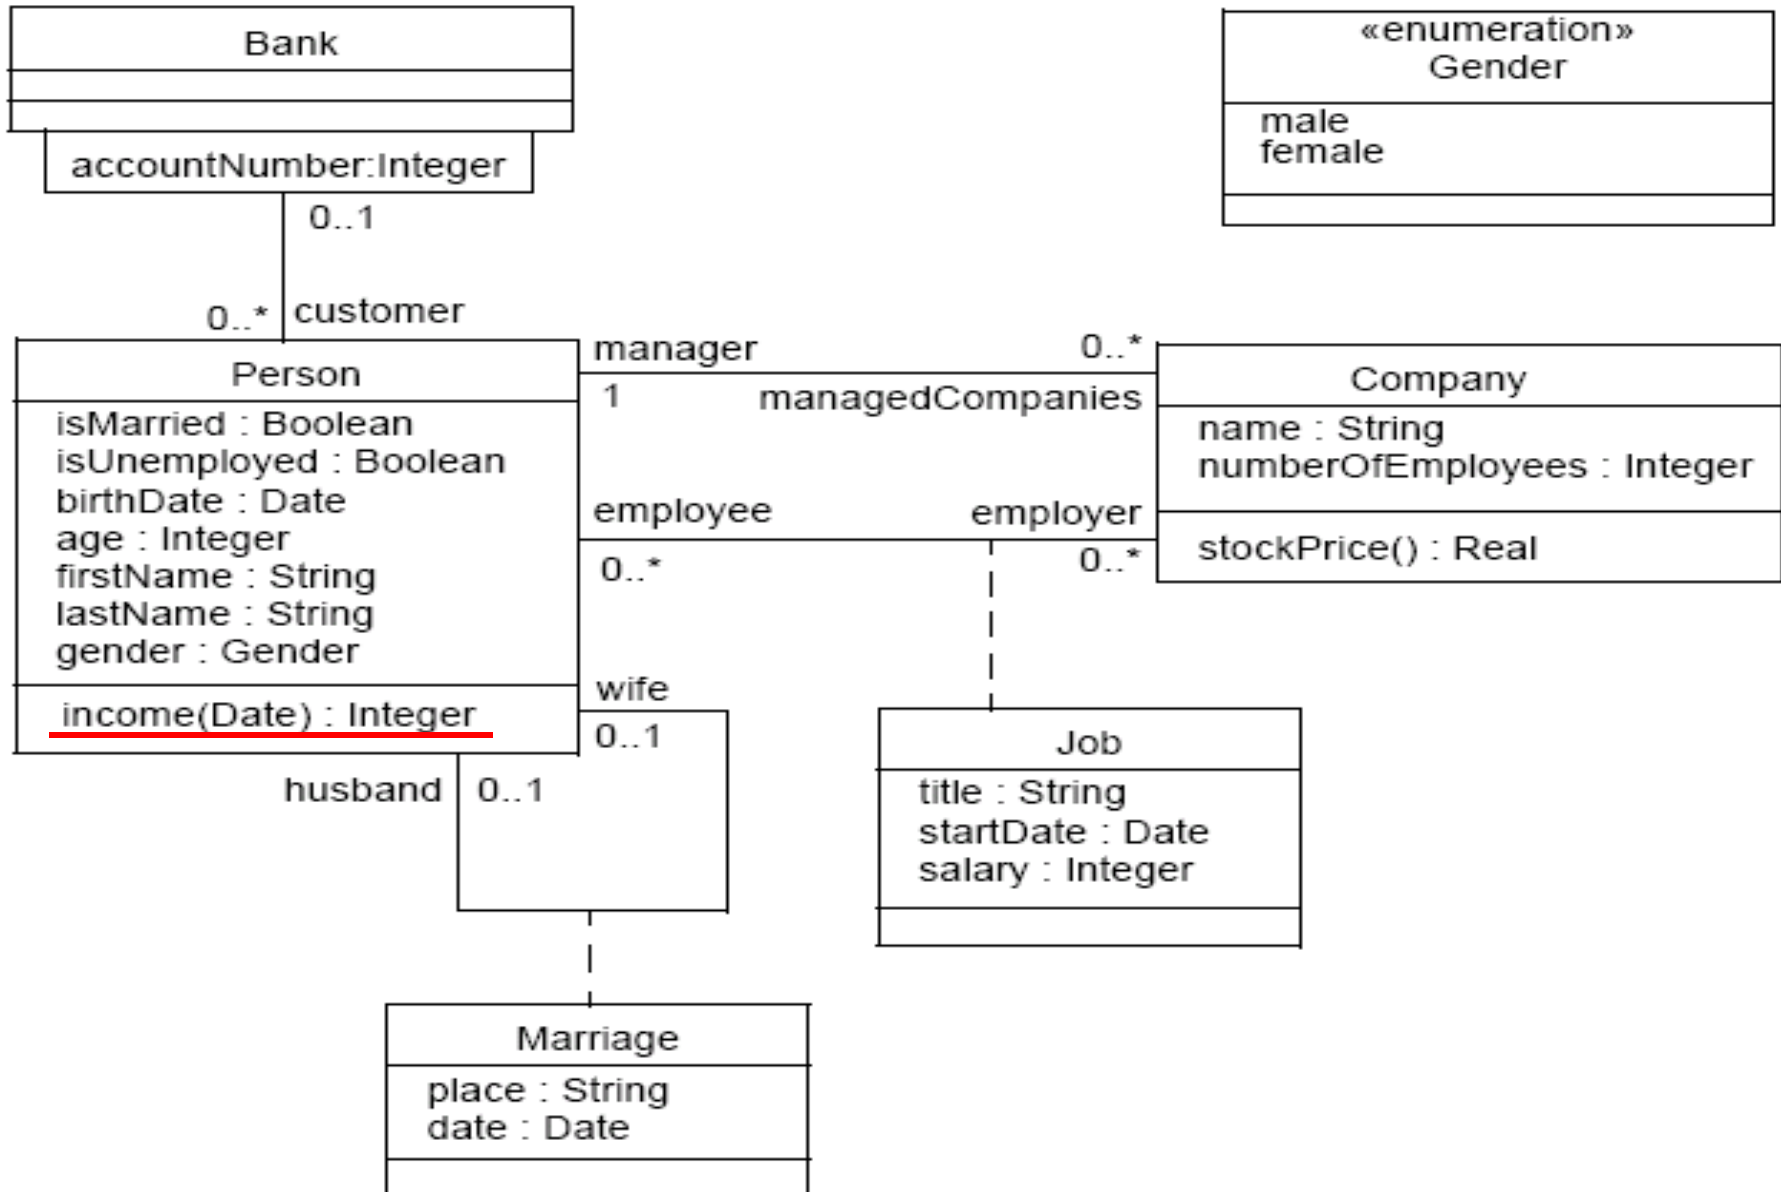 Bank
accountNumber:Integer
0..1
0..*
customer
«enumeration»
Gender
male
female
Person
isMarried : Boolean
isUnemployed : Boolean
birthDate : Date
age : Integer
firstName : String
lastName : String
gender : Gender
income(Date) : Integer
manager
1
0..*
managedCompanies
employee
0..*
employer
0..*
Company
name : String
numberOfEmployees : Integer
stockPrice() : Real
wife
0..1
husband
0..1
Job
title : String
startDate : Date
salary : Integer
Marriage
place : String
date : Date